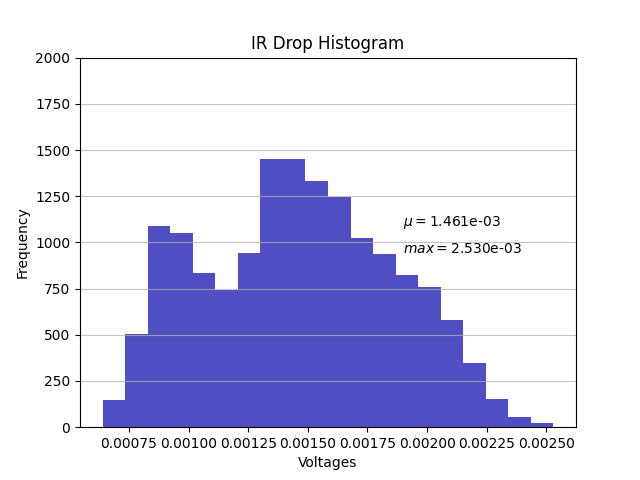 IR Drop Histogram
2000
1750
1500
1250
1000
750
500
250
0
Frequency
μ = 1.461e-03
max = 2.530e-03
0.00075 0.00100 0.00125 0.00150 0.00175 0.00200 0.00225 0.00250
Voltages